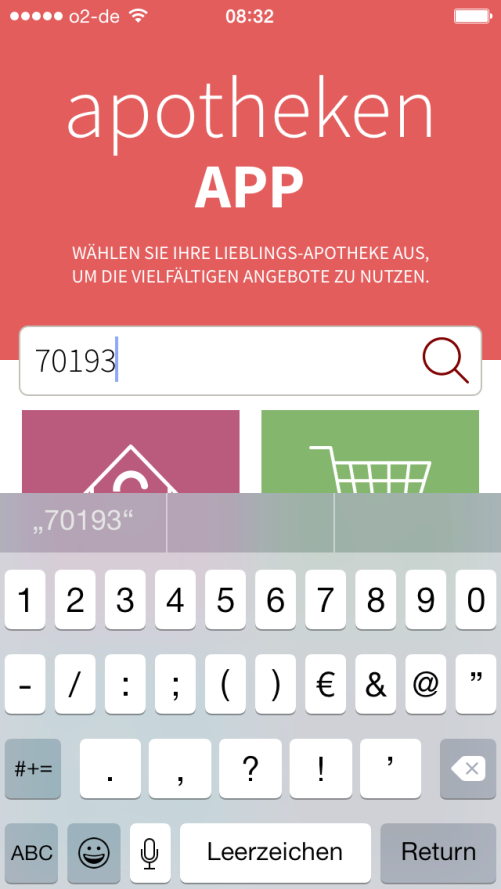 o2-de 08:32
apotheken
APP
WÄHLEN SIE IHRE LIEBLINGS-APOTHEKE AUS,
UM DIE VIELFÄLTIGEN ANGEBOTE ZU NUTZEN.
70193
„70193“
1 2 3 4 5 6 7 8 9 0
- / : ; ( ) € & @ ”
#+= . , ? ! ’
ABC Leerzeichen Return